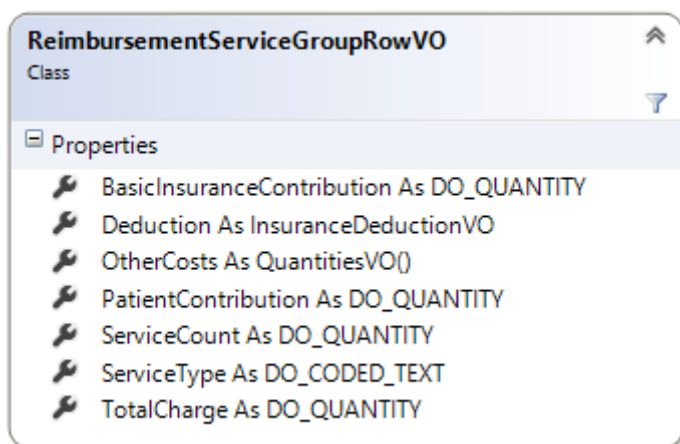 ReimbursementServiceGroupRowVO
Class
Properties
BasicInsuranceContribution As DO_QUANTITY
Deduction As InsuranceDeductionVO
OtherCosts As QuantitiesVO()
PatientContribution As DO_QUANTITY
ServiceCount As DO_QUANTITY
ServiceType As DO_CODED_TEXT
TotalCharge As DO_QUANTITY